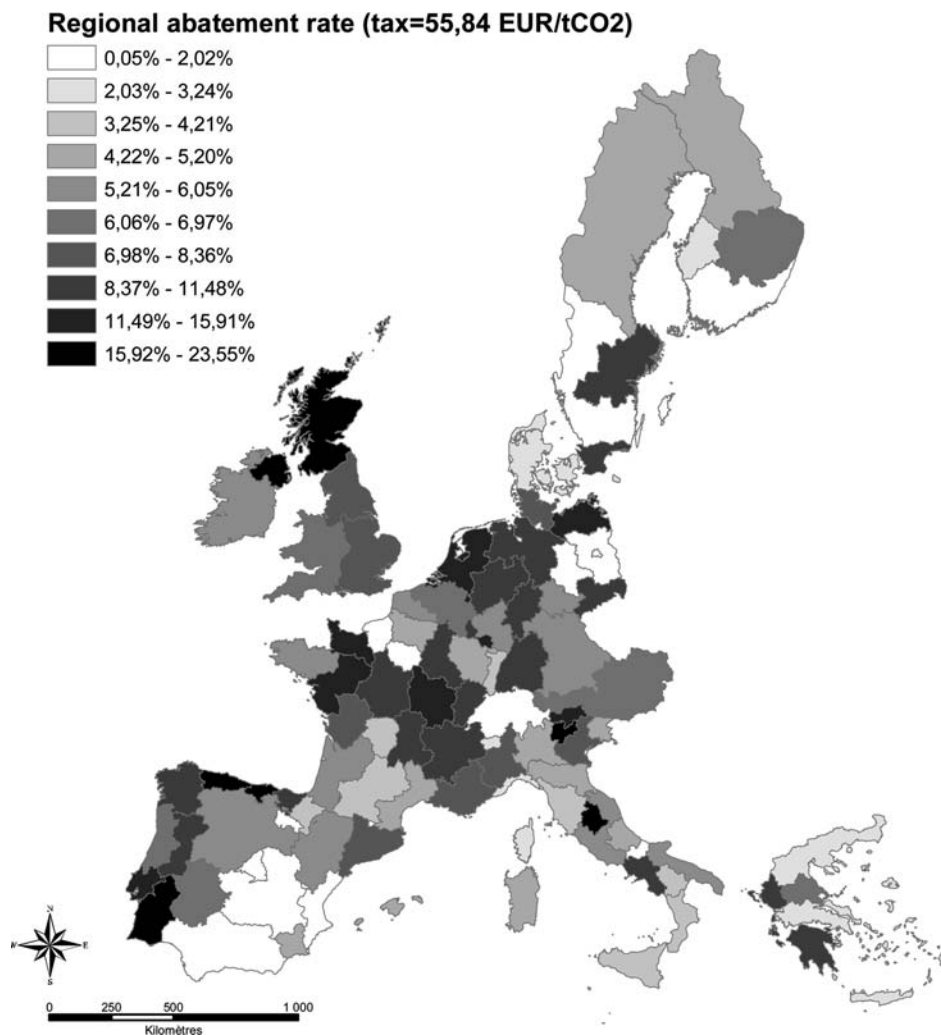 Regional abatement rate (tax=55,84 EUR/tCO2)
0,05% - 2,02%
2,03% - 3,24%
3,25% - 4,21%
4,22% - 5,20%
5,21% - 6,05%
6,06% - 6,97%
6,98% - 8,36%
8,37% - 11,48%
11,49% - 15,91%
15,92% - 23,55%
N
W E
S
0 250 500 1 000
Kilomètres